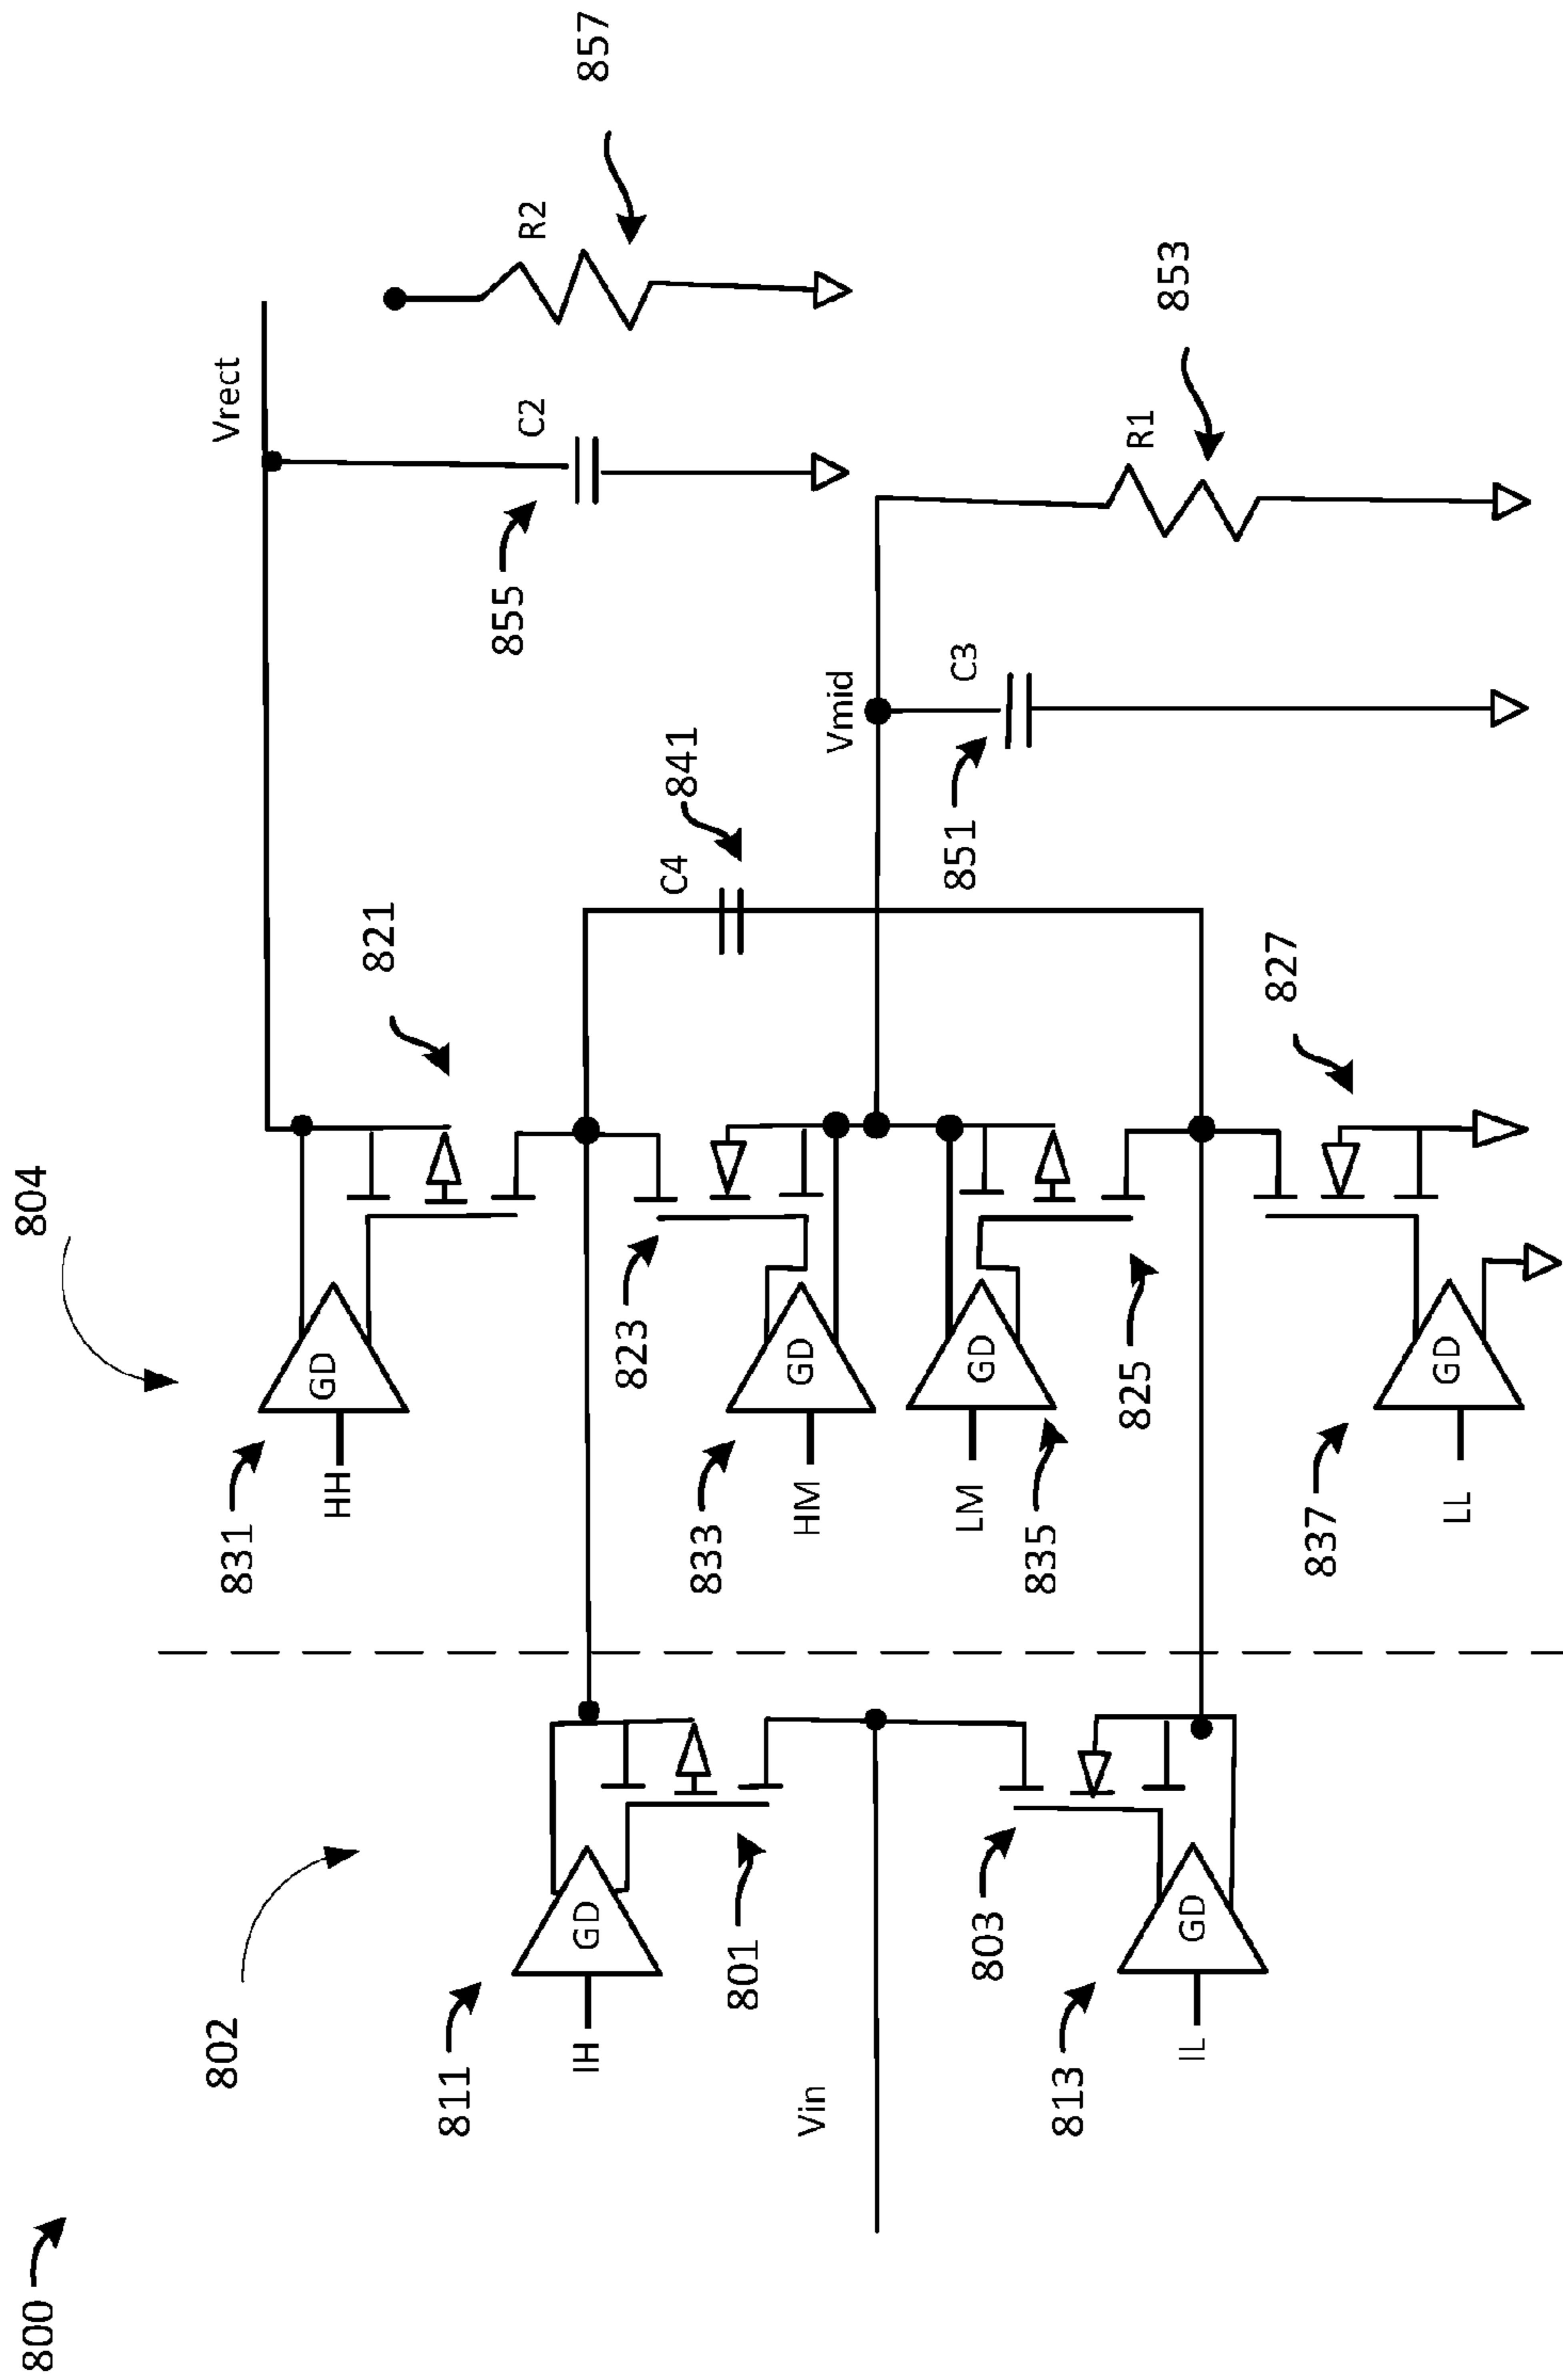 800
802
804
811
IH
GD
801
Vin
803
813
IL
GD
831
HH
GD
821
833
HM
GD
823
835
LM
GD
825
837
LL
GD
827
C4
841
Vmid
C3
851
R1
853
Vrect
C2
855
R2
857